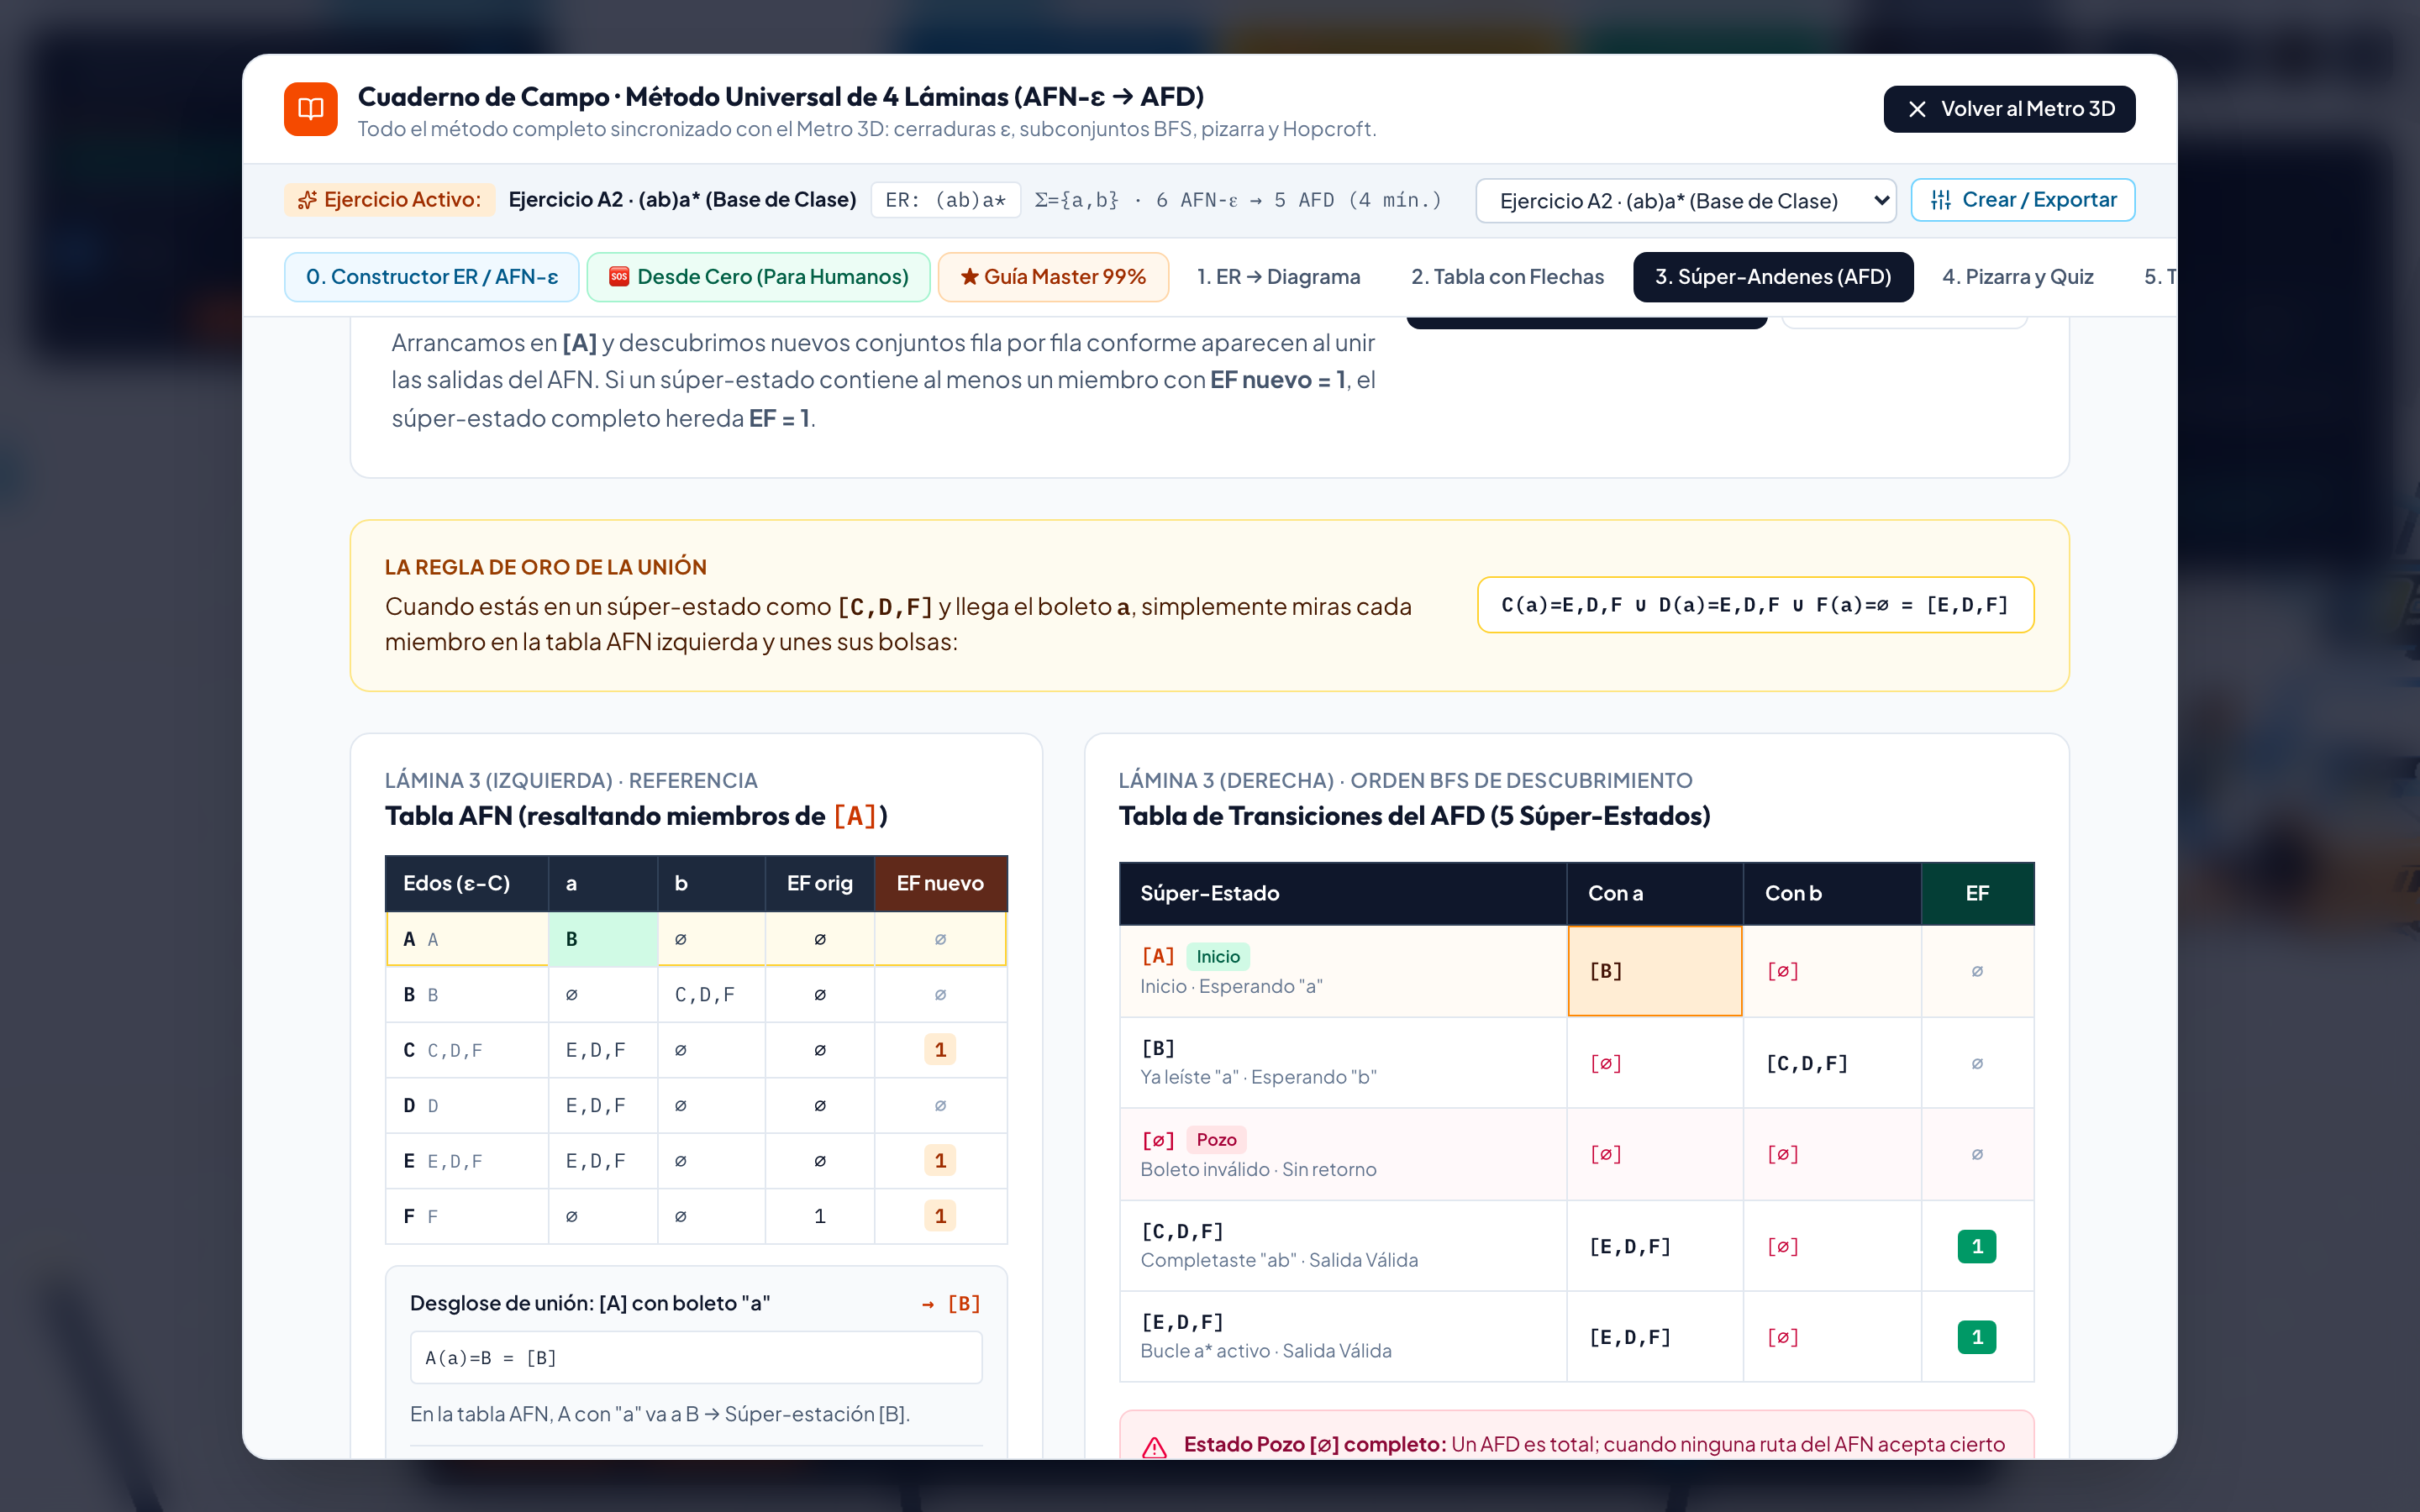 Cuaderno de Campo · Método Universal de 4 Láminas (AFN-ε → AFD)
Todo el método completo sincronizado con el Metro 3D: cerraduras ε, subconjuntos BFS, pizarra y Hopcroft.
Volver al Metro 3D
Ejercicio Activo: Ejercicio A2 · (ab)a* (Base de Clase) ER: (ab)a* Σ={a,b} · 6 AFN-ε → 5 AFD (4 mín.) Ejercicio A2 · (ab)a* (Base de Clase) Crear / Exportar
0. Constructor ER / AFN-ε SOS Desde Cero (Para Humanos) Guía Master 99% 1. ER → Diagrama 2. Tabla con Flechas 3. Súper-Andenes (AFD) 4. Pizarra y Quiz 5. T
Arrancamos en [A] y descubrimos nuevos conjuntos fila por fila conforme aparecen al unir
las salidas del AFN. Si un súper-estado contiene al menos un miembro con EF nuevo = 1, el
súper-estado completo hereda EF = 1.
LA REGLA DE ORO DE LA UNIÓN
Cuando estás en un súper-estado como [C,D,F] y llega el boleto a, simplemente miras cada
miembro en la tabla AFN izquierda y unes sus bolsas:
C(a)=E,D,F ∪ D(a)=E,D,F ∪ F(a)=∅ = [E,D,F]
LÁMINA 3 (IZQUIERDA) · REFERENCIA
Tabla AFN (resaltando miembros de [A])
Edos (ε-C) a b EF orig EF nuevo
A A B ∅ ∅ ∅
B B ∅ C,D,F ∅ ∅
C C,D,F E,D,F ∅ ∅ 1
D D E,D,F ∅ ∅ ∅
E E,D,F E,D,F ∅ ∅ 1
F F ∅ ∅ 1 1
Desglose de unión: [A] con boleto "a" → [B]
A(a)=B = [B]
En la tabla AFN, A con "a" va a B → Súper-estación [B].
LÁMINA 3 (DERECHA) · ORDEN BFS DE DESCUBRIMIENTO
Tabla de Transiciones del AFD (5 Súper-Estados)
Súper-Estado Con a Con b EF
[A] Inicio [B] [∅] ∅
Inicio · Esperando "a"
[B] [∅] [C,D,F] ∅
Ya leíste "a" · Esperando "b"
[∅] Pozo [∅] [∅] ∅
Boleto inválido · Sin retorno
[C,D,F] [E,D,F] [∅] 1
Completaste "ab" · Salida Válida
[E,D,F] [E,D,F] [∅] 1
Bucle a* activo · Salida Válida
Estado Pozo [∅] completo: Un AFD es total; cuando ninguna ruta del AFN acepta cierto